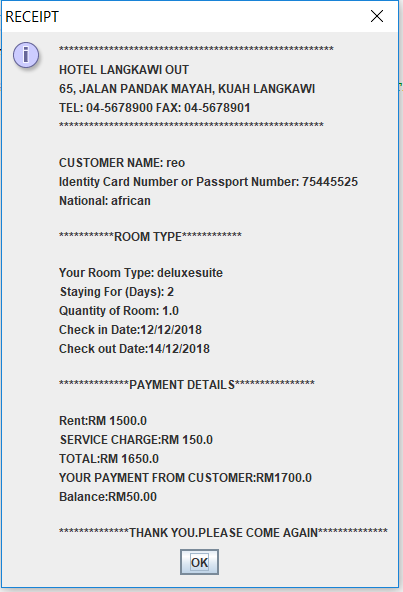 RECEIPT
*******************************************************
HOTEL LANGKAWI OUT
65, JALAN PANDAK MAYAH, KUAH LANGKAWI
TEL: 04-5678900 FAX: 04-5678901
*****************************************************
CUSTOMER NAME: reo
Identity Card Number or Passport Number: 75445525
National: african
***********ROOM TYPE************
Your Room Type: deluxesuite
Staying For (Days): 2
Quantity of Room: 1.0
Check in Date:12/12/2018
Check out Date:14/12/2018
**************PAYMENT DETAILS****************
Rent:RM 1500.0
SERVICE CHARGE:RM 150.0
TOTAL:RM 1650.0
YOUR PAYMENT FROM CUSTOMER:RM1700.0
Balance:RM50.00
**************THANK YOU.PLEASE COME AGAIN**************
OK